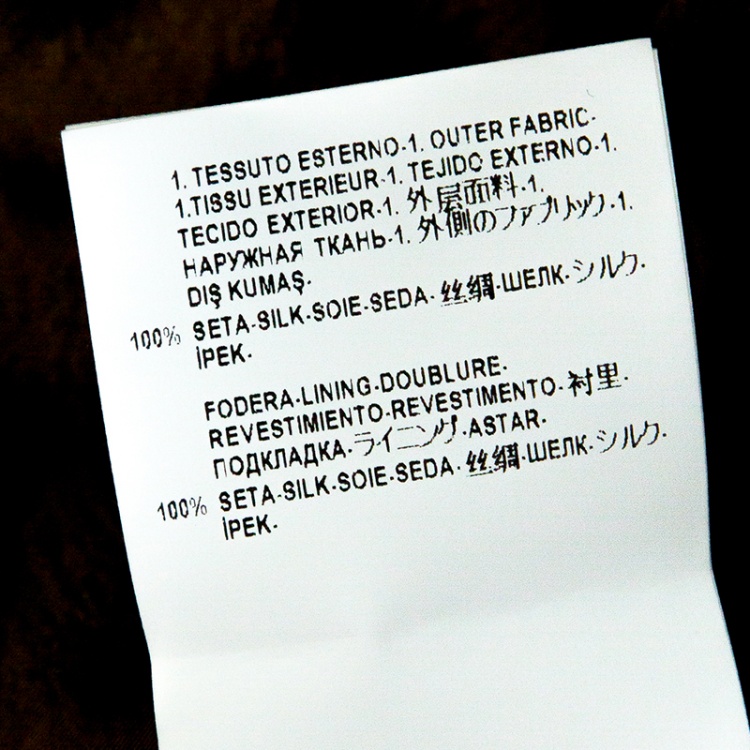 1. TESSUTO ESTERNO-1. OUTER FABRIC-
1.TISSU EXTERIEUR-1. TEJIDO EXTERNO-1.
TECIDO EXTERIOR-1. 外层面料-1.
НАРУЖНАЯ ТКАНЬ-1. 外側のファブリック-1.
DIŞ KUMAŞ-
100% SETA-SILK-SOIE-SEDA- 丝绸-ШЕЛК-シルク-
İPEK-
FODERA-LINING-DOUBLURE-
REVESTIMIENTO-REVESTIMENTO- 衬里-
ПОДКЛАДКА-ライニング-ASTAR-
100% SETA-SILK-SOIE-SEDA- 丝绸-ШЕЛК-シルク-
İPEK-